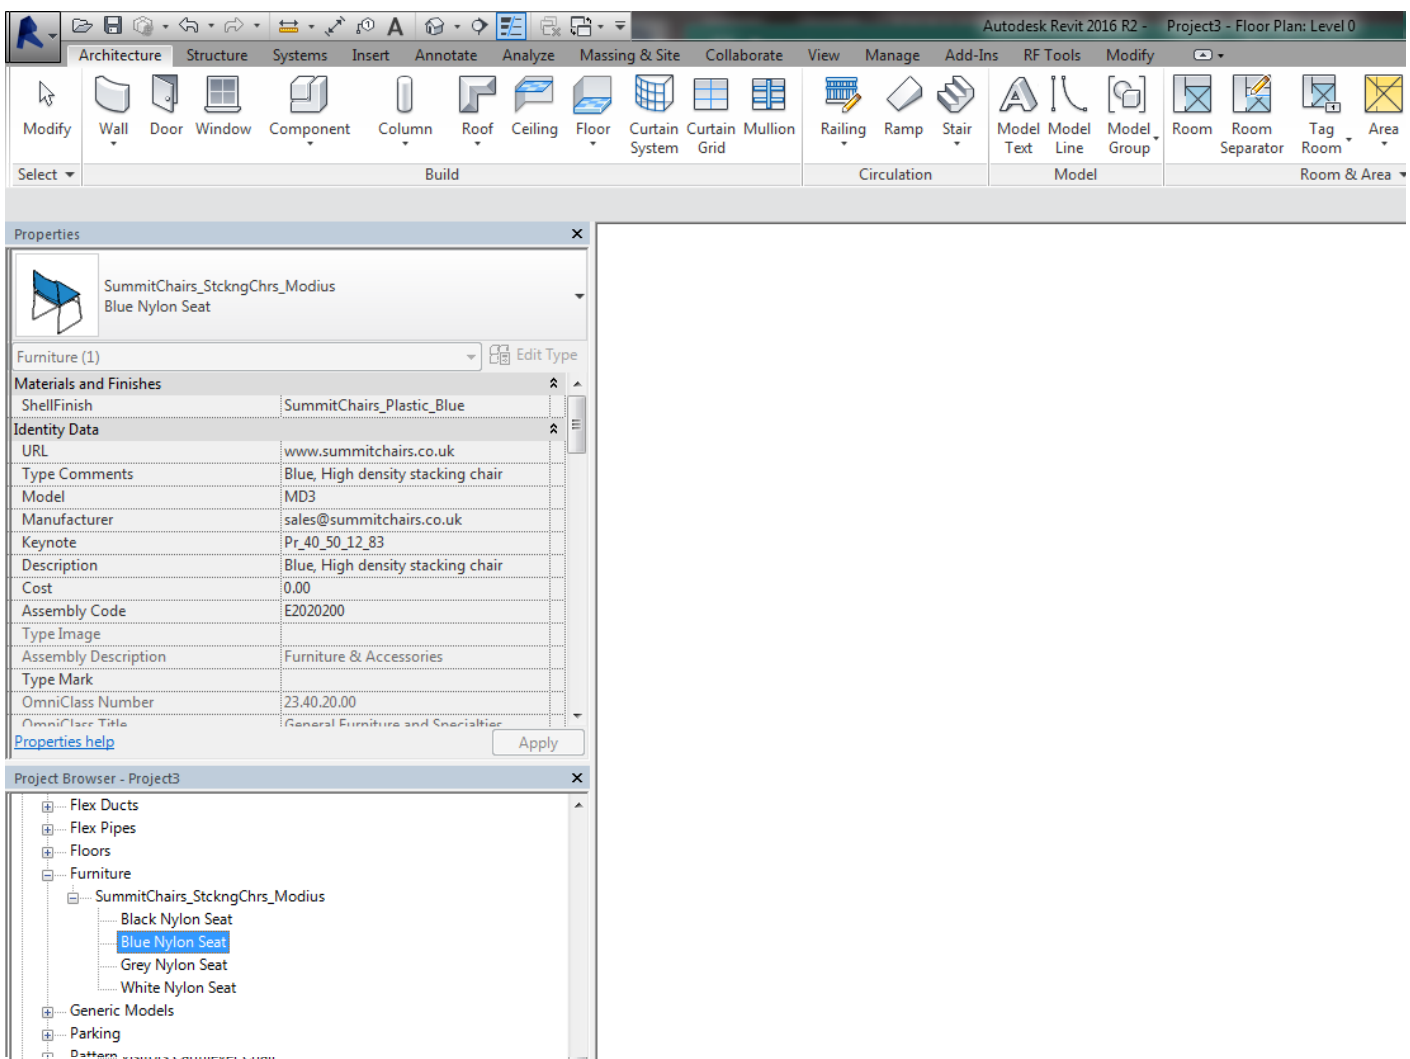 Autodesk Revit 2016 R2 - Project3 - Floor Plan: Level 0
Architecture Structure Systems Insert Annotate Analyze Massing & Site Collaborate View Manage Add-Ins RF Tools Modify
Modify Wall Door Window Component Column Roof Ceiling Floor Curtain System Curtain Grid Mullion Railing Ramp Stair Model Text Model Line Model Group Room Room Separator Tag Room Area
Select Build Circulation Model Room & Area
Properties
SummitChairs_StckngChrs_Modius
Blue Nylon Seat
Furniture (1) Edit Type
Materials and Finishes
ShellFinish SummitChairs_Plastic_Blue
Identity Data
URL www.summitchairs.co.uk
Type Comments Blue, High density stacking chair
Model MD3
Manufacturer sales@summitchairs.co.uk
Keynote Pr_40_50_12_83
Description Blue, High density stacking chair
Cost 0.00
Assembly Code E2020200
Type Image
Assembly Description Furniture & Accessories
Type Mark
OmniClass Number 23.40.20.00
OmniClass Title General Furniture and Specialties
Properties help Apply
Project Browser - Project3
Flex Ducts
Flex Pipes
Floors
Furniture
SummitChairs_StckngChrs_Modius
Black Nylon Seat
Blue Nylon Seat
Grey Nylon Seat
White Nylon Seat
Generic Models
Parking
Pattern